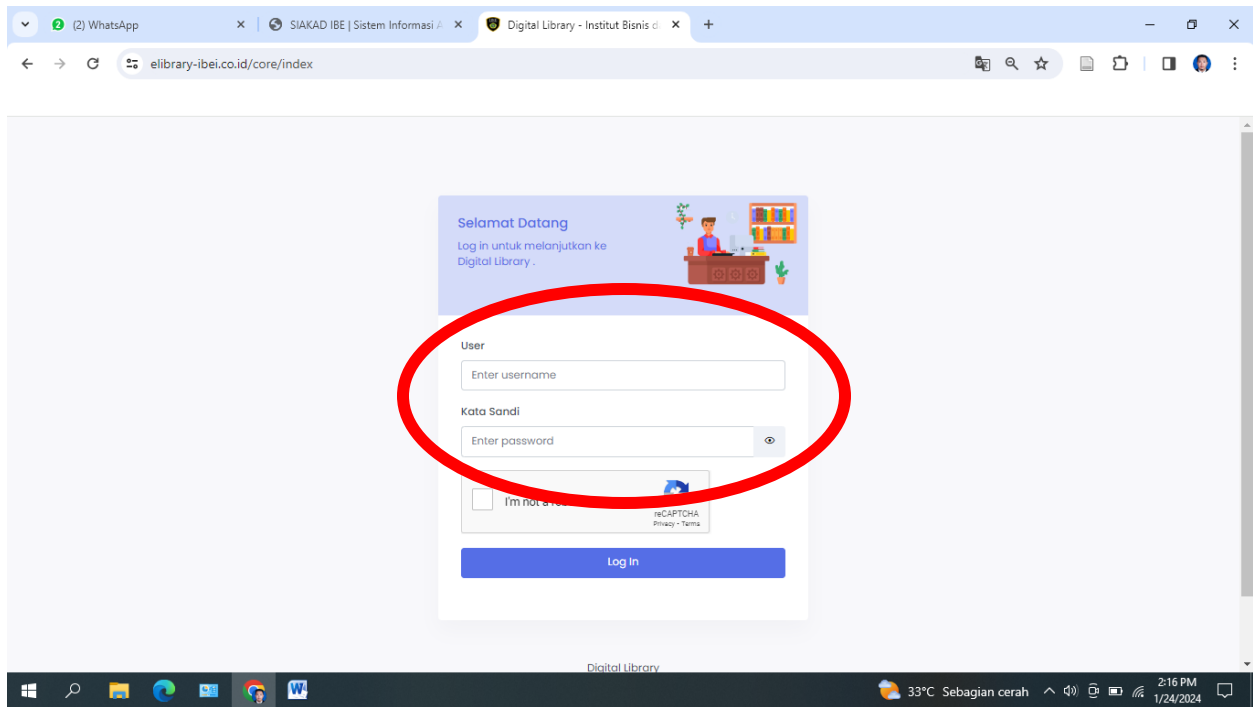 (2) WhatsApp
SIAKAD IBE | Sistem Informasi A
Digital Library - Institut Bisnis d
elibrary-ibei.co.id/core/index
Selamat Datang
Log in untuk melanjutkan ke
Digital Library .
User
Enter username
Kata Sandi
Enter password
I'm not a
reCAPTCHA
Privacy - Terms
Log In
Digital Library
33°C Sebagian cerah
2:16 PM
1/24/2024